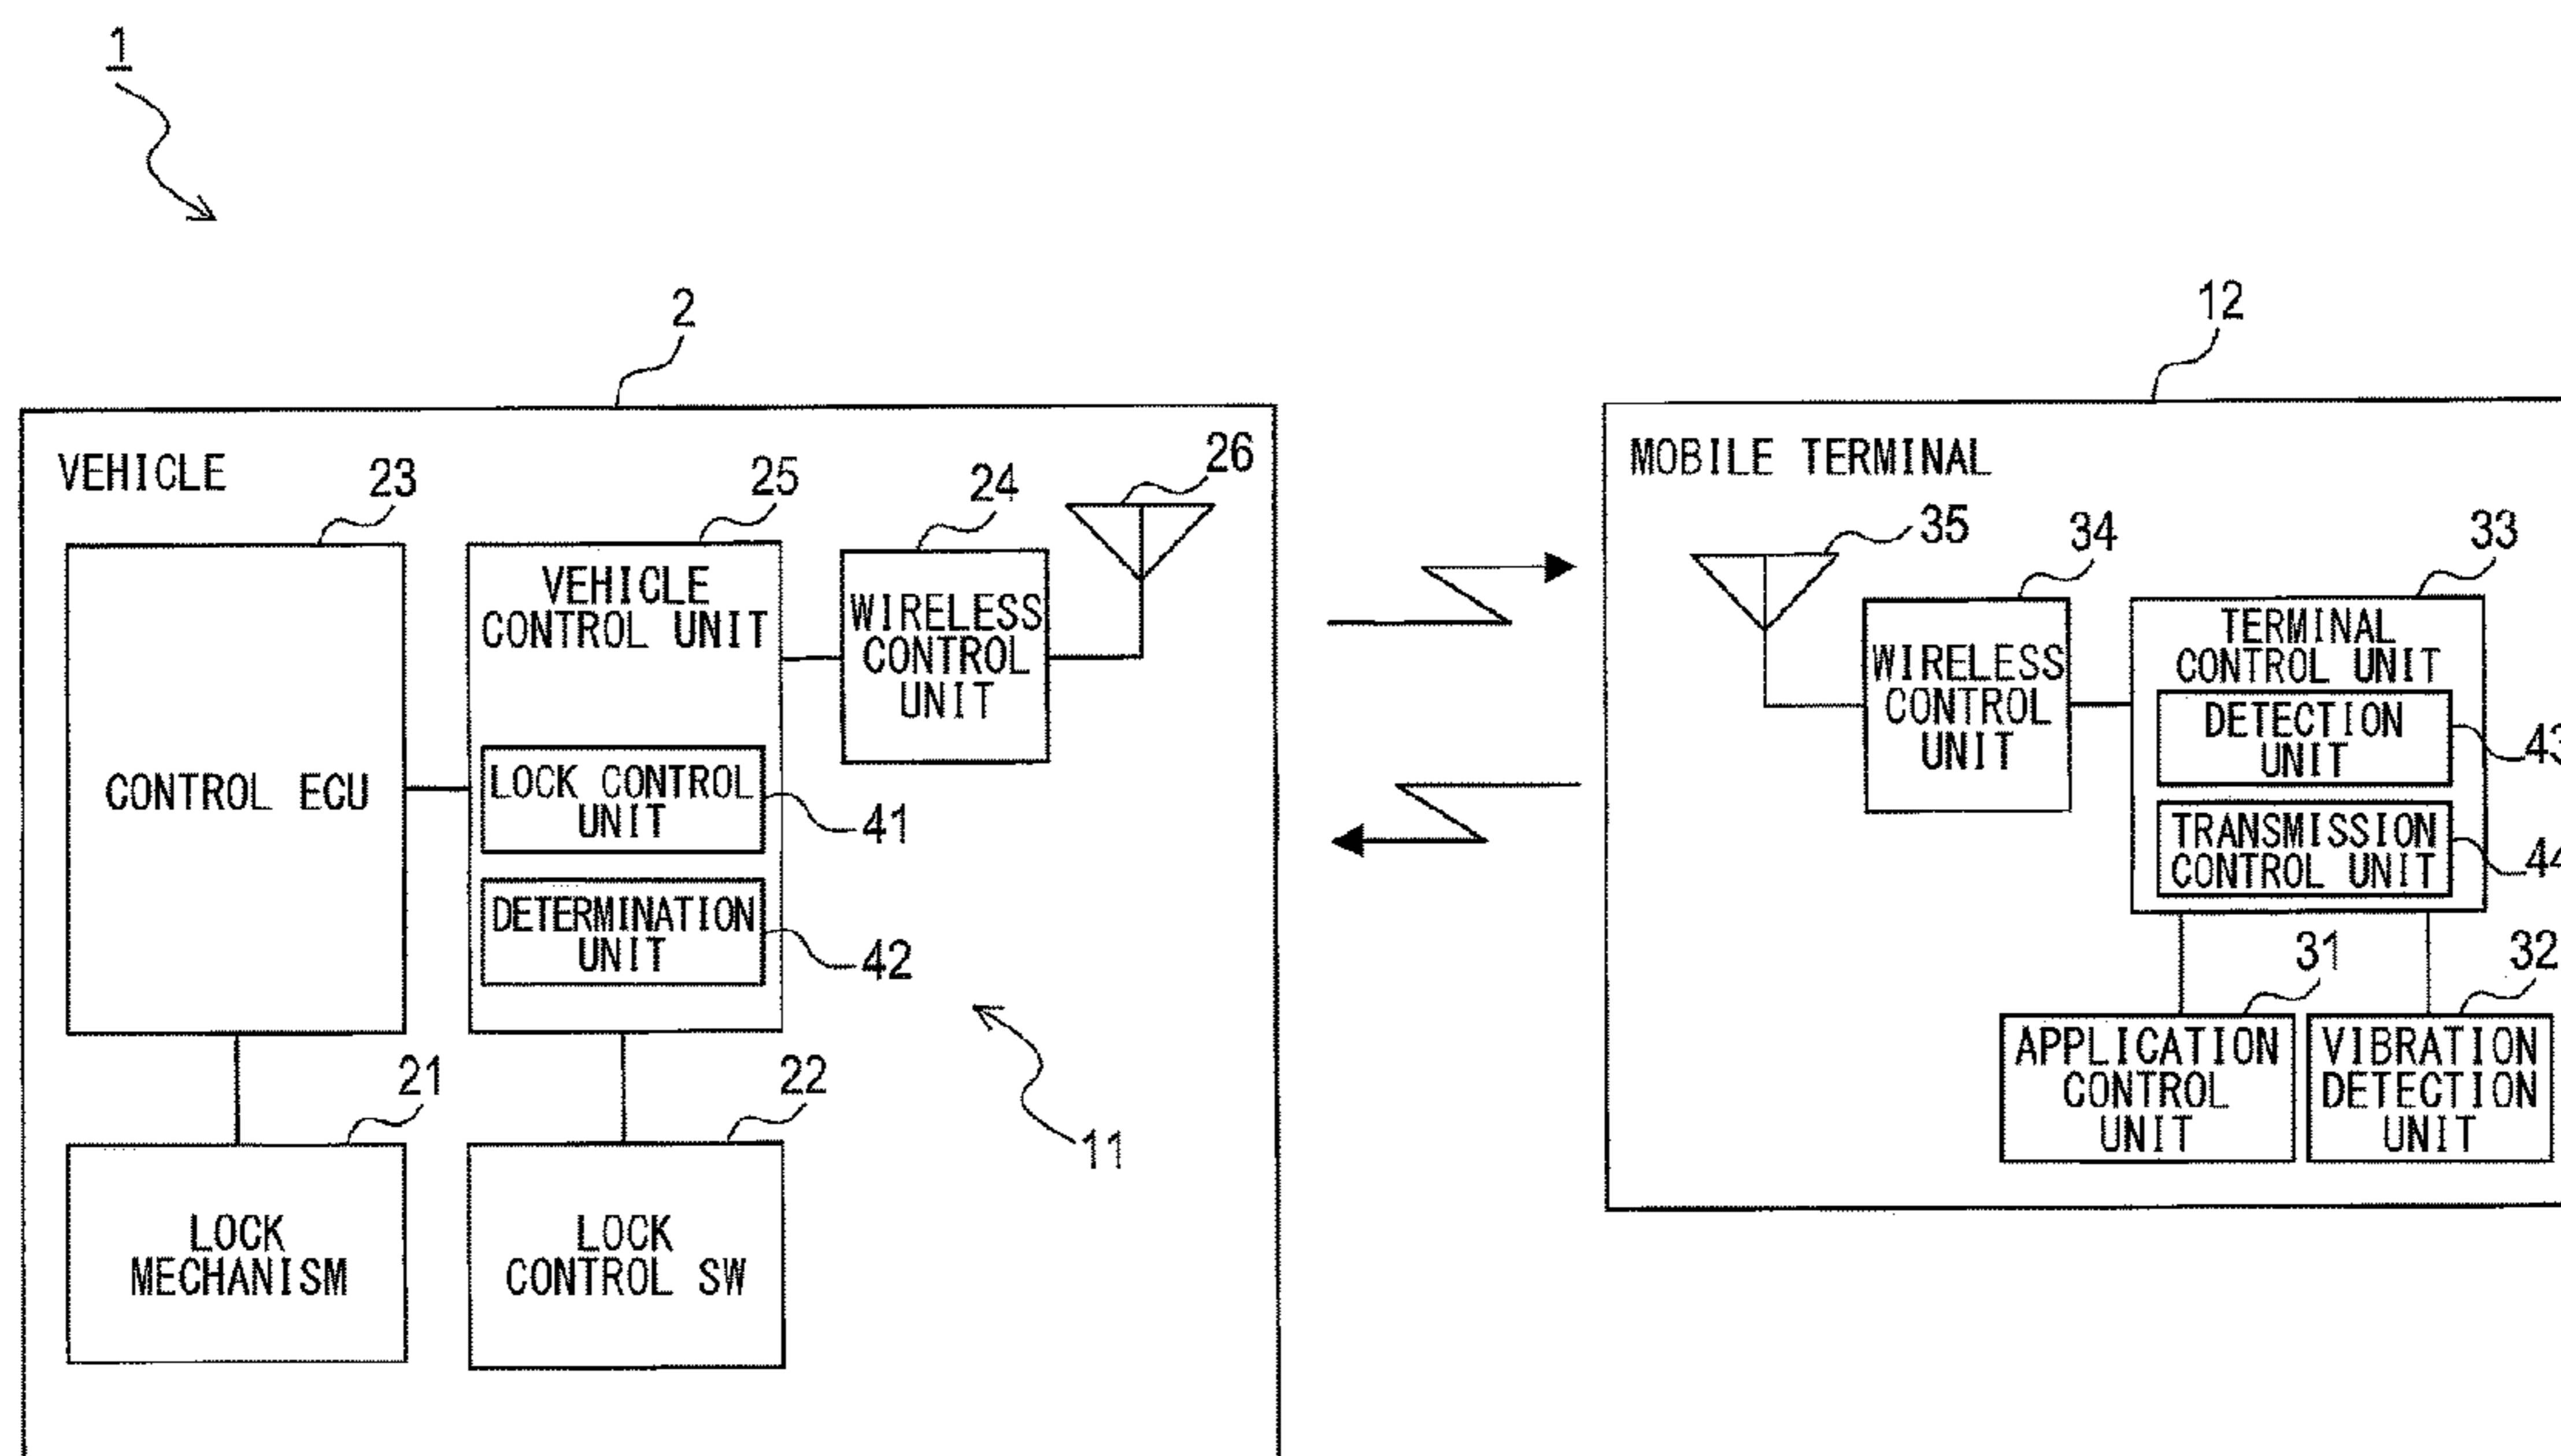 1
2
12
VEHICLE
23
25
24
26
CONTROL ECU
VEHICLE
CONTROL UNIT
WIRELESS
CONTROL
UNIT
LOCK CONTROL
UNIT
41
DETERMINATION
UNIT
42
21
22
11
LOCK
MECHANISM
LOCK
CONTROL SW
MOBILE TERMINAL
35
34
33
WIRELESS
CONTROL
UNIT
TERMINAL
CONTROL UNIT
DETECTION
UNIT
43
TRANSMISSION
CONTROL UNIT
44
31
32
APPLICATION
CONTROL
UNIT
VIBRATION
DETECTION
UNIT